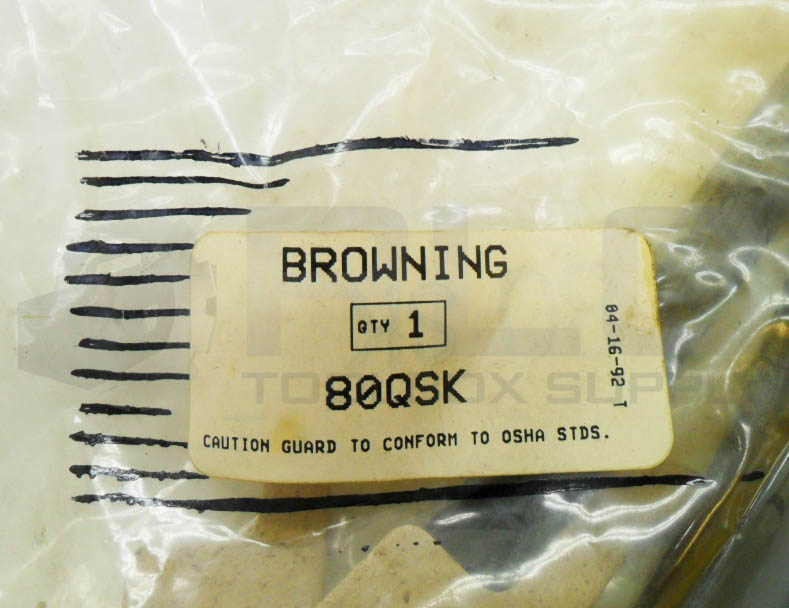 BROWNING
QTY 1
80QSK
04-16-92 T
CAUTION GUARD TO CONFORM TO OSHA STDS.